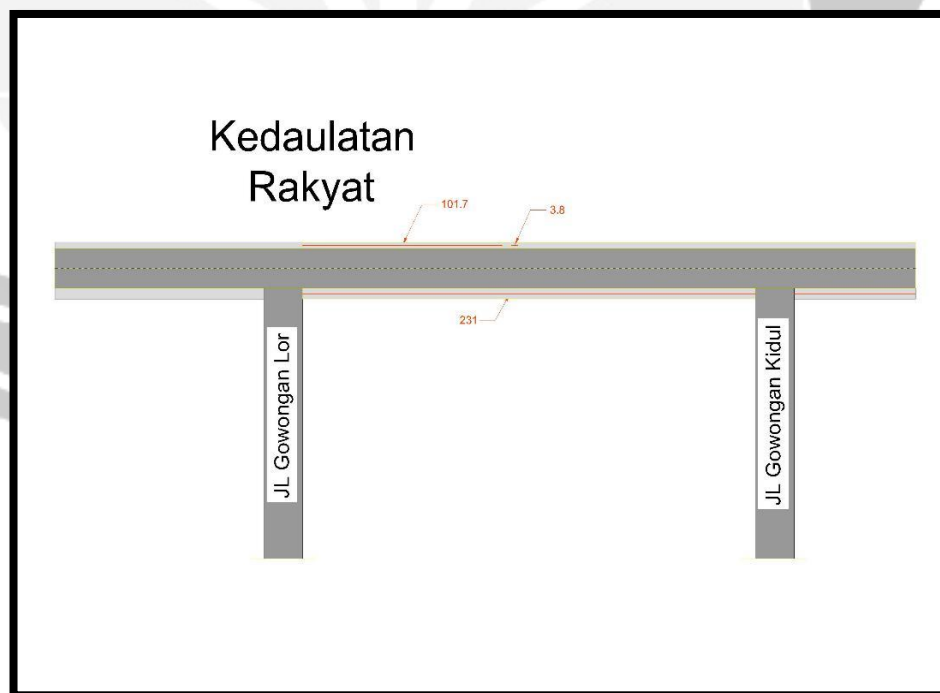 Kedaulatan
Rakyat
101.7
3.8
231
JL Gowongan Lor
JL Gowongan Kidul